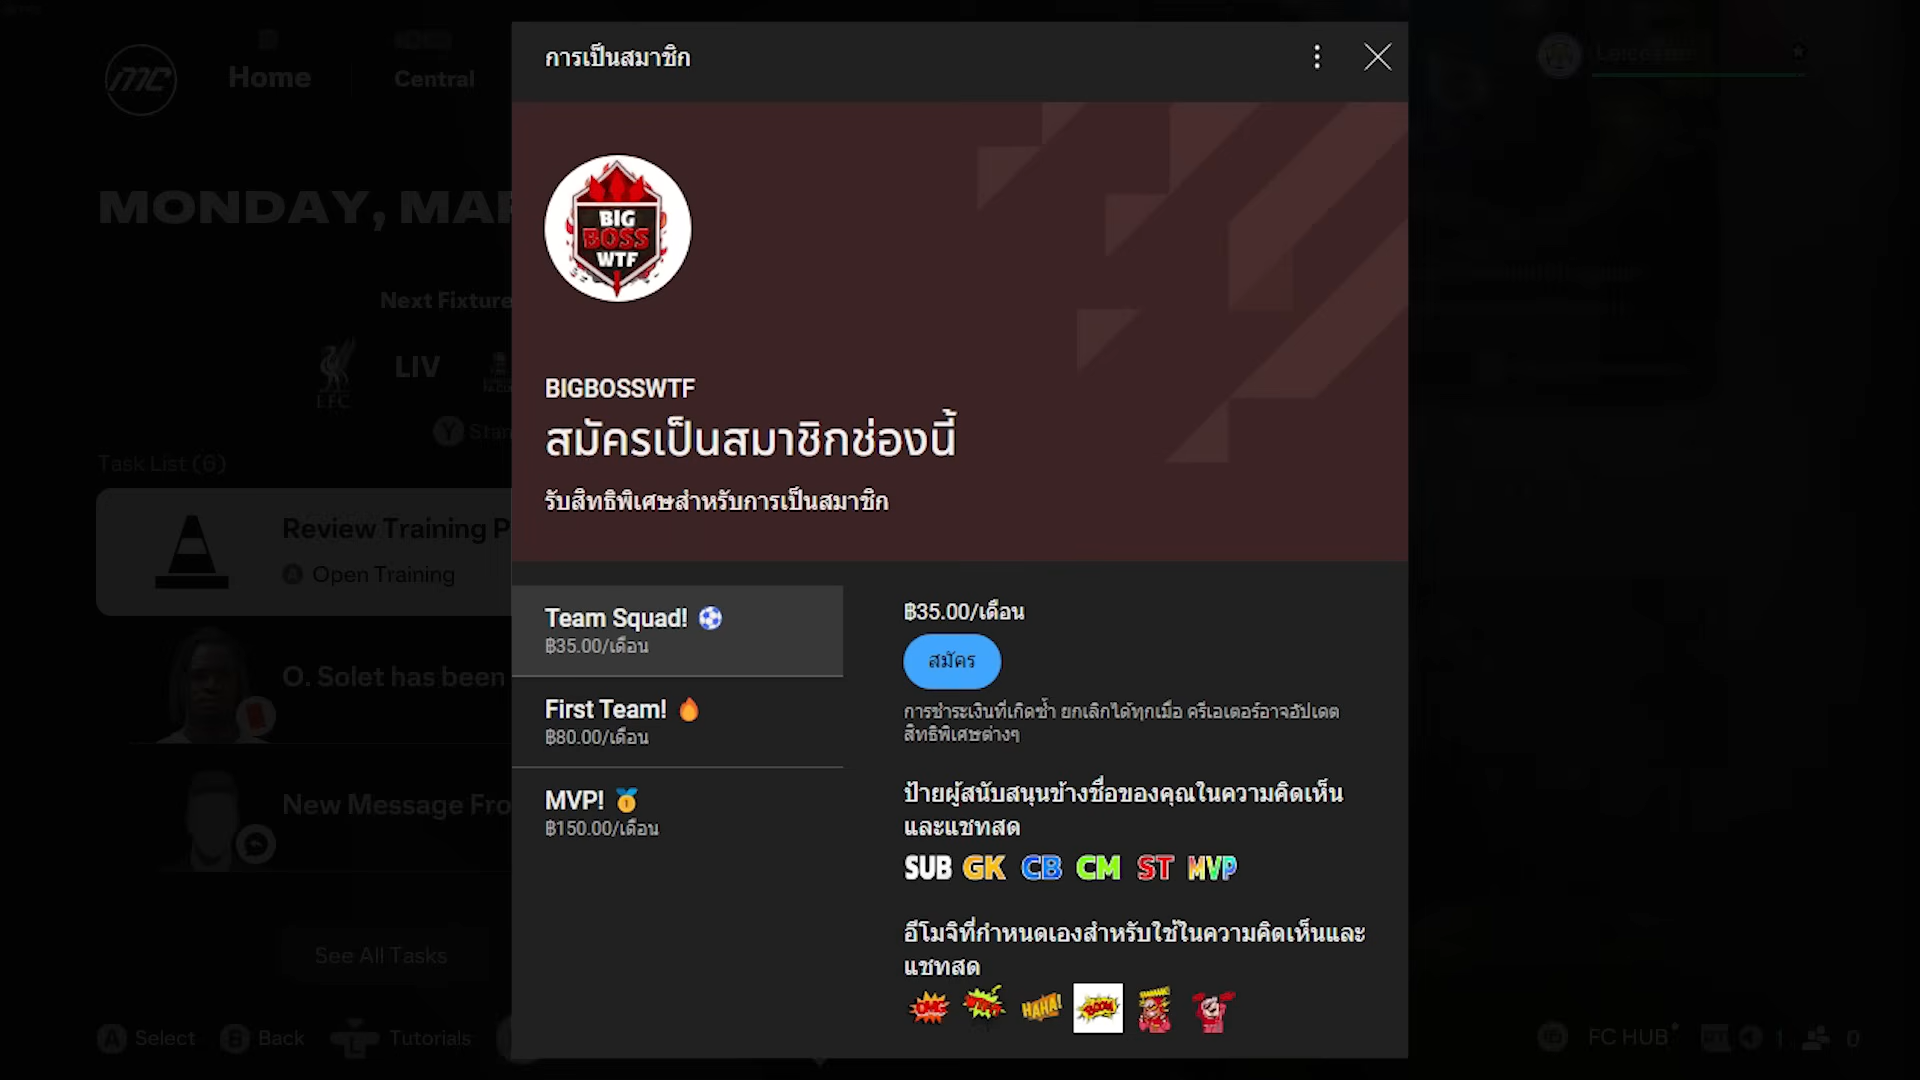 การเป็นสมาชิก
Home
Central
MONDAY, MAR
Next Fixture
LFC
LIV
Task List (6)
Review Training P
A Open Training
O. Solet has been
New Message Fro
See All Tasks
A Select
B Back
L Tutorials
BIG
BOSS
WTF
BIGBOSSWTF
สมัครเป็นสมาชิกช่องนี้
รับสิทธิพิเศษสำหรับการเป็นสมาชิก
Team Squad! ⚽
฿35.00/เดือน
First Team! 🔥
฿80.00/เดือน
MVP! 🥇
฿150.00/เดือน
฿35.00/เดือน
สมัคร
การชำระเงินที่เกิดซ้ำ ยกเลิกได้ทุกเมื่อ ครีเอเตอร์อาจอัปเดต
สิทธิพิเศษต่างๆ
ป้ายผู้สนับสนุนข้างชื่อของคุณในความคิดเห็น
และแชทสด
SUB GK CB CM ST MVP
อีโมจิที่กำหนดเองสำหรับใช้ในความคิดเห็นและ
แชทสด
OMG HAHA! BOOM
FC HUB
0